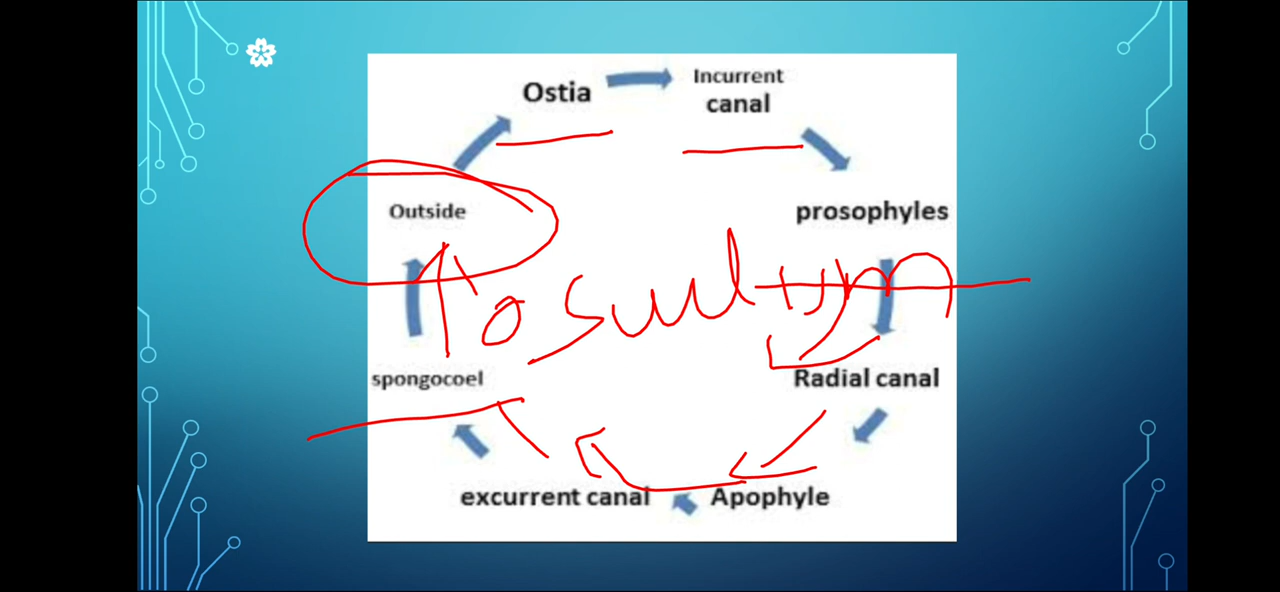 Ostia
Incurrent
canal
Outside
prosophyles
spongocoel
Radial canal
excurrent canal
Apophyle